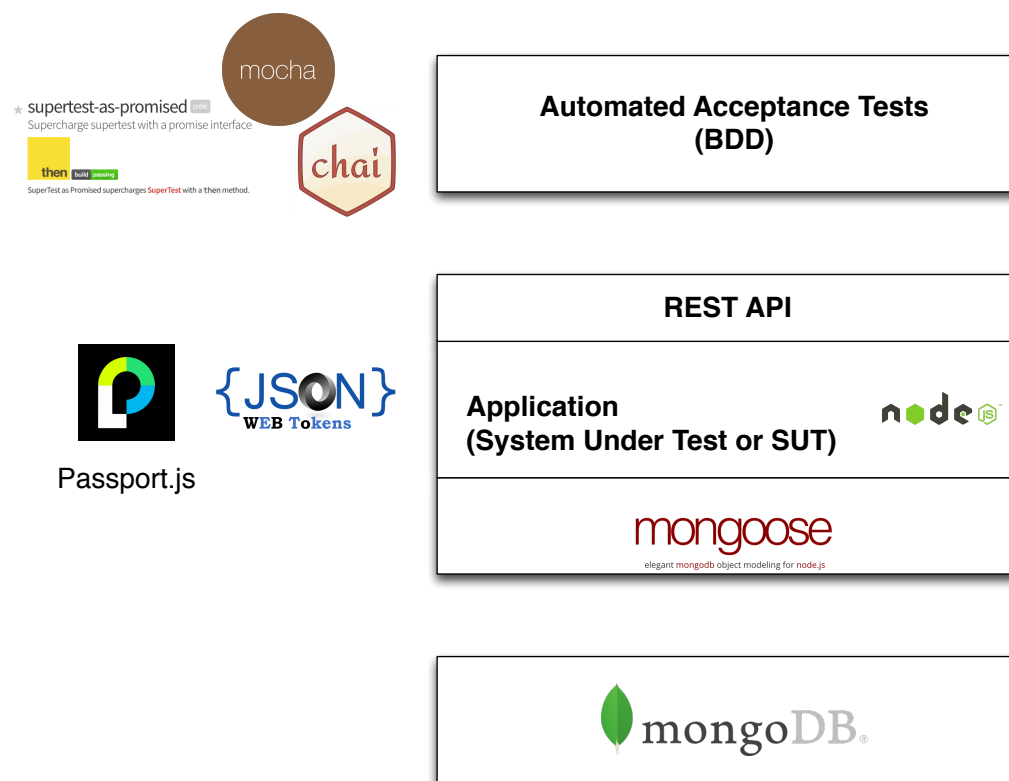 mocha
supertest-as-promised public
Supercharge supertest with a promise interface
chai
then build passing
SuperTest as Promised supercharges SuperTest with a then method.
Automated Acceptance Tests
(BDD)
REST API
{JSON}
WEB Tokens
Passport.js
Application
(System Under Test or SUT)
node JS
mongoose
elegant mongodb object modeling for node.js
mongoDB®